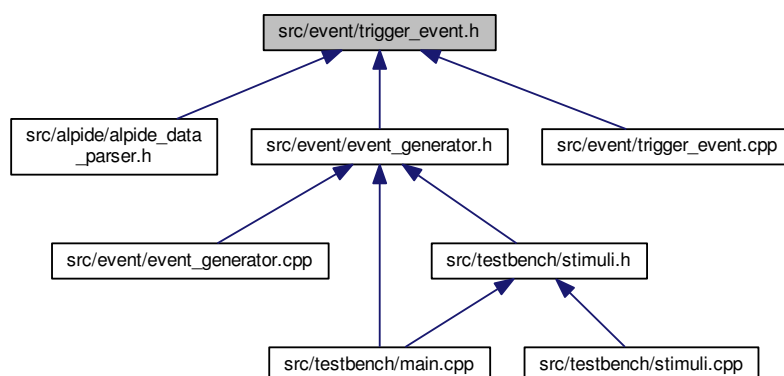 src/event/trigger_event.h
src/alpide/alpide_data
_parser.h
src/event/event_generator.h
src/event/trigger_event.cpp
src/event/event_generator.cpp
src/testbench/stimuli.h
src/testbench/main.cpp
src/testbench/stimuli.cpp